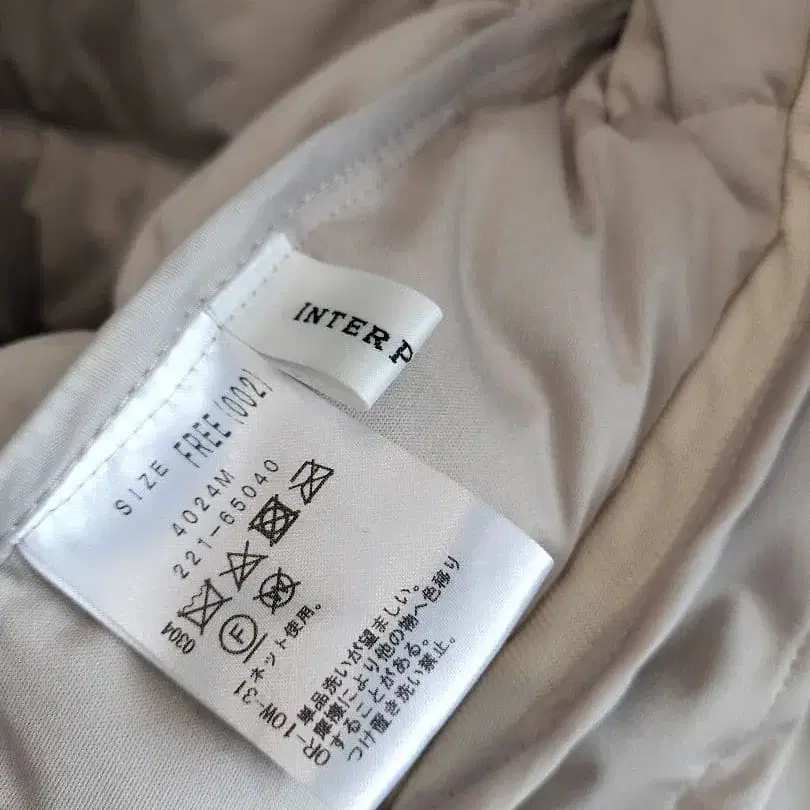 INTER P
SIZE FREE(002)
4024M
221-65040
0304
F W
OR-10W-31 ネット使用。
単品洗いが望ましい。
摩擦により他の物へ色移り
することがある。
つけ置き洗い禁止。